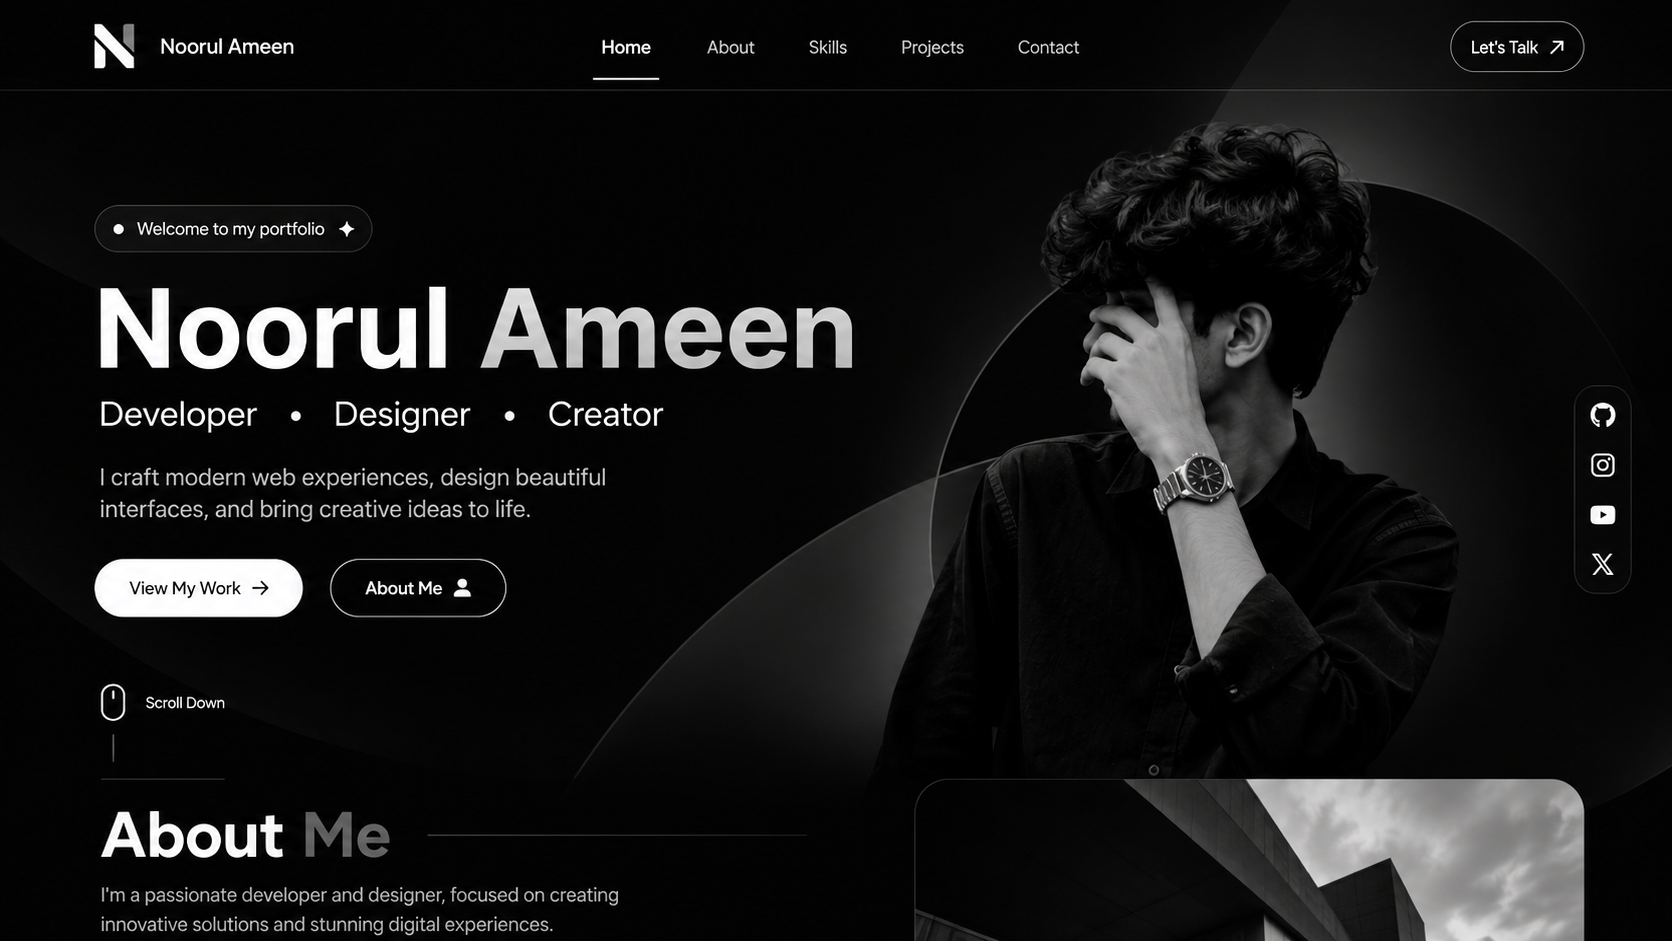 N Noorul Ameen
Home About Skills Projects Contact
Let's Talk
Welcome to my portfolio
Noorul Ameen
Developer • Designer • Creator
I craft modern web experiences, design beautiful
interfaces, and bring creative ideas to life.
View My Work → About Me
Scroll Down
About Me
I'm a passionate developer and designer, focused on creating
innovative solutions and stunning digital experiences.